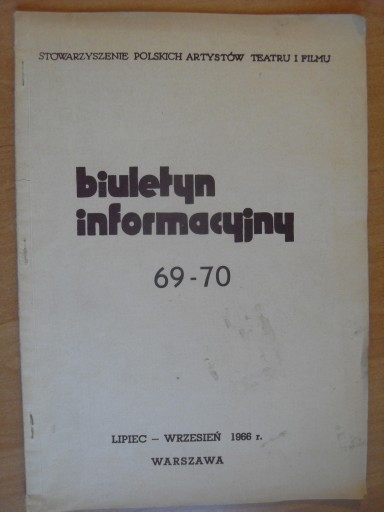 STOWARZYSZENIE POLSKICH ARTYSTÓW TEATRU I FILMU
biuletyn
informacyjny
69-70
LIPIEC — WRZESIEŃ 1966 r.
WARSZAWA